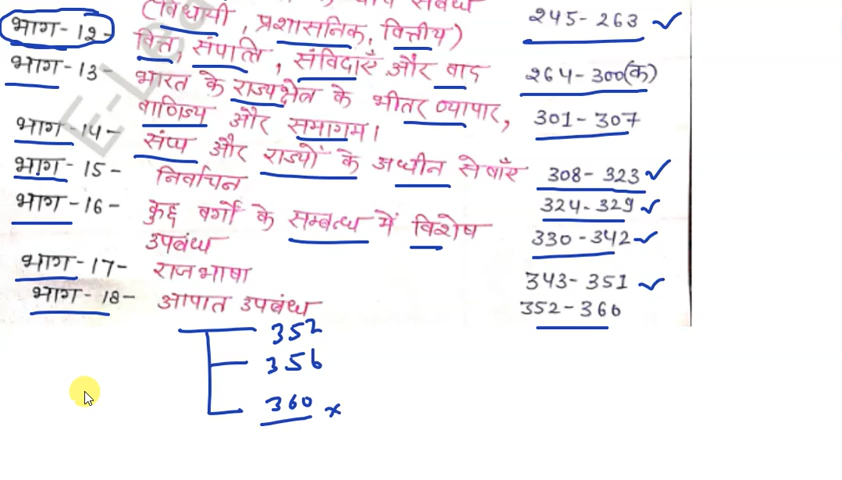 (विधायी, प्रशासनिक, वित्तीय) 245-263 ✓
भाग-12- वित्त, संपत्ति, संविदाएँ और वाद 264-300(क)
भाग-13- भारत के राज्यक्षेत्र के भीतर व्यापार,
वाणिज्य और समागम। 301-307
भाग-14- संघ और राज्यों के अधीन सेवाएँ 308-323 ✓
भाग-15- निर्वाचन 324-329 ✓
भाग-16- कुछ वर्गो के सम्बन्ध में विशेष
उपबंध 330-342 ✓
भाग-17- राजभाषा 343-351 ✓
भाग-18- आपात उपबंध 352-360
352
356
360 x